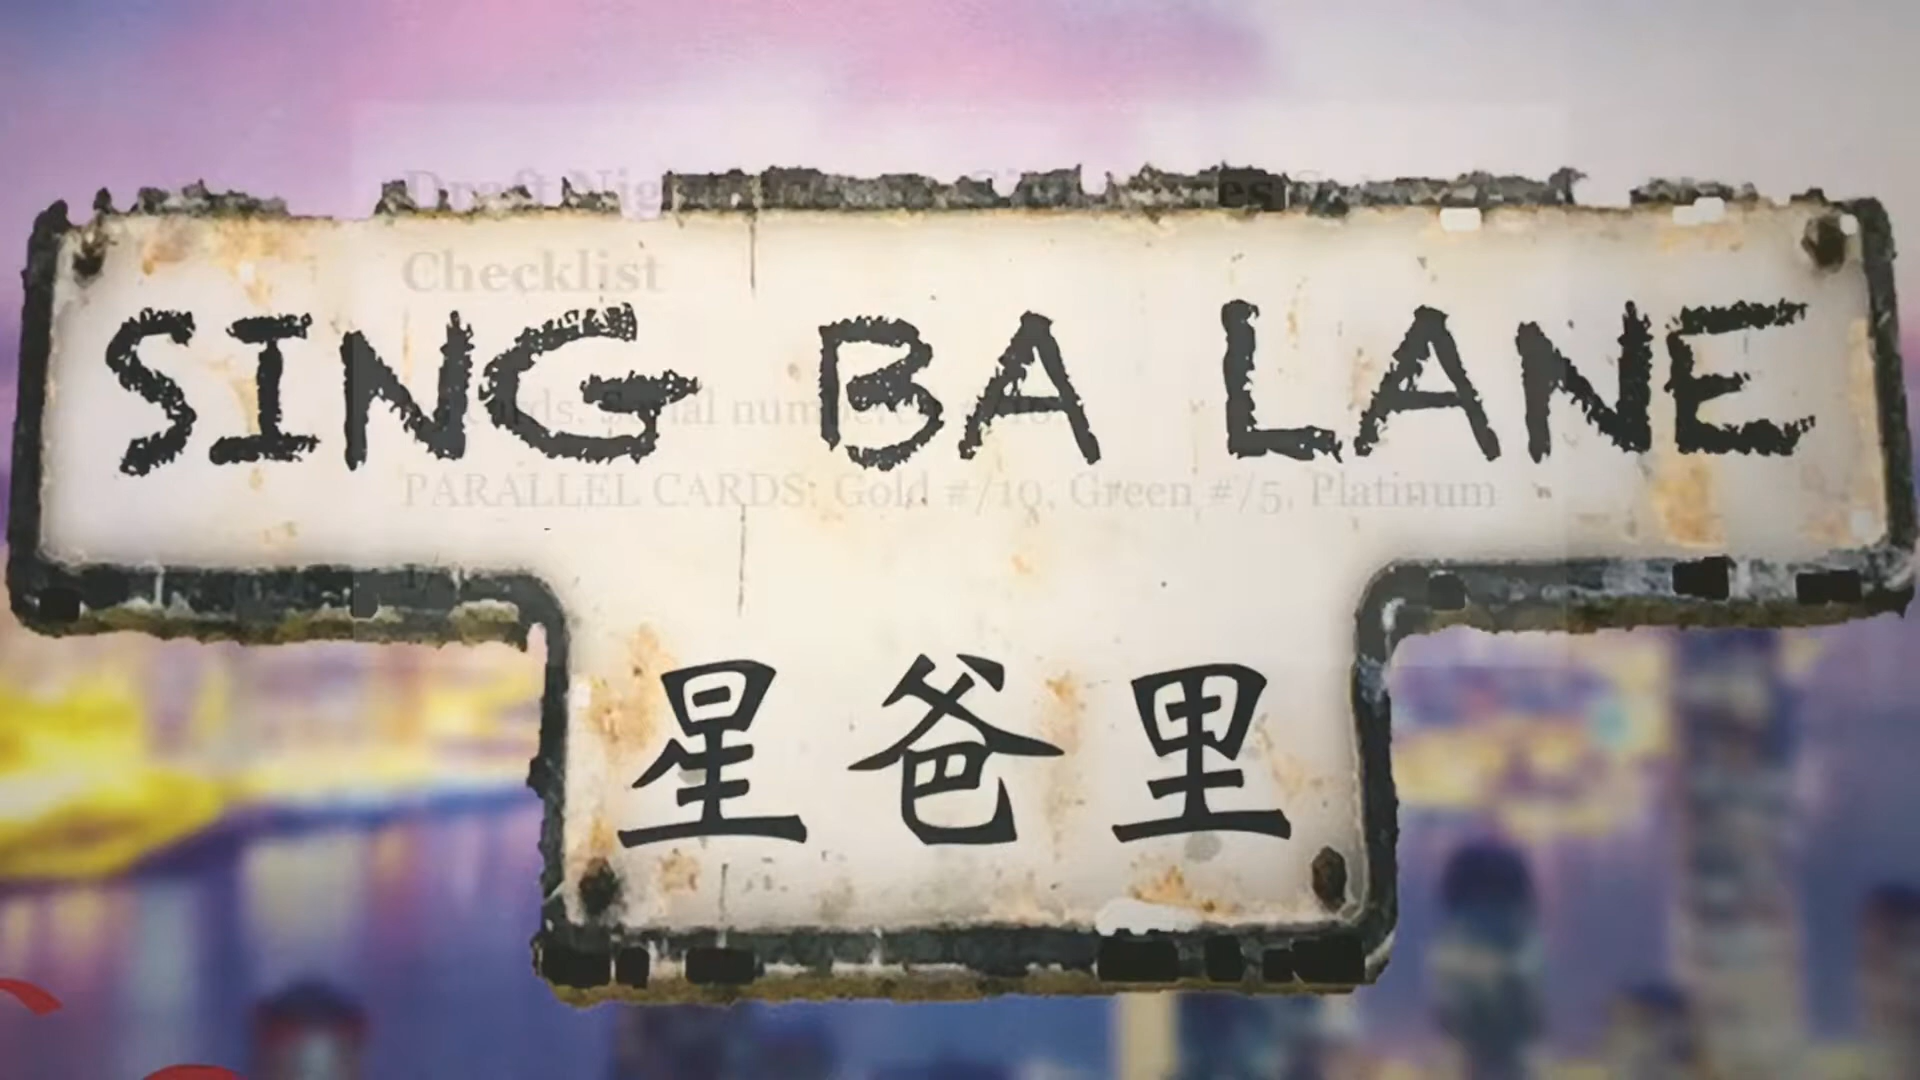 Checklist
SING BA LANE
PARALLEL CARDS: Gold #/10, Green #/5, Platinum
星爸里